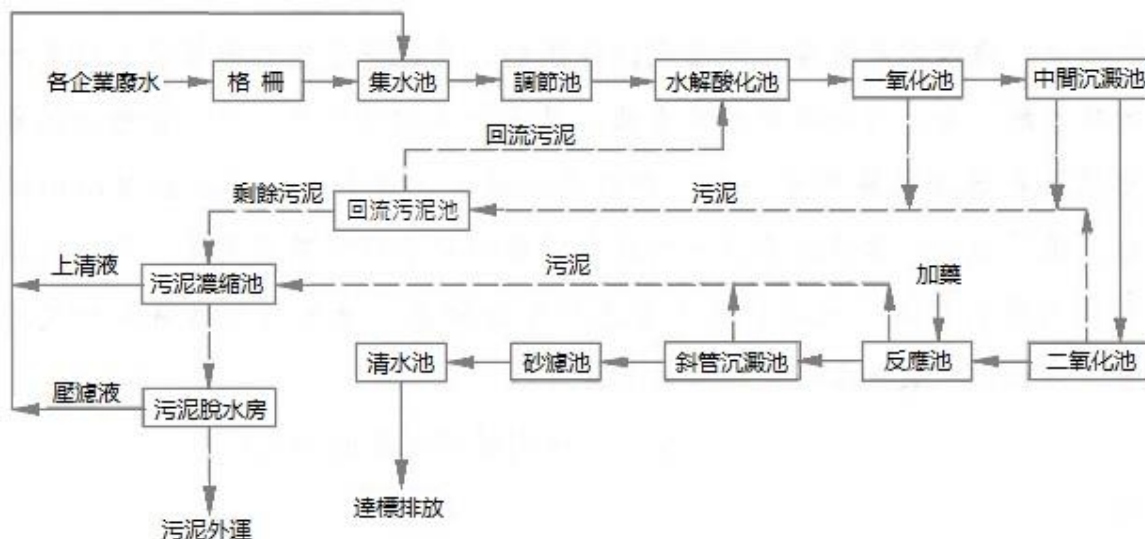 各企業廢水
格 柵
集水池
調節池
水解酸化池
一氧化池
中間沉澱池
回流污泥
剩餘污泥
回流污泥池
污泥
上清液
污泥濃縮池
污泥
加藥
清水池
砂濾池
斜管沉澱池
反應池
二氧化池
壓濾液
污泥脫水房
達標排放
污泥外運